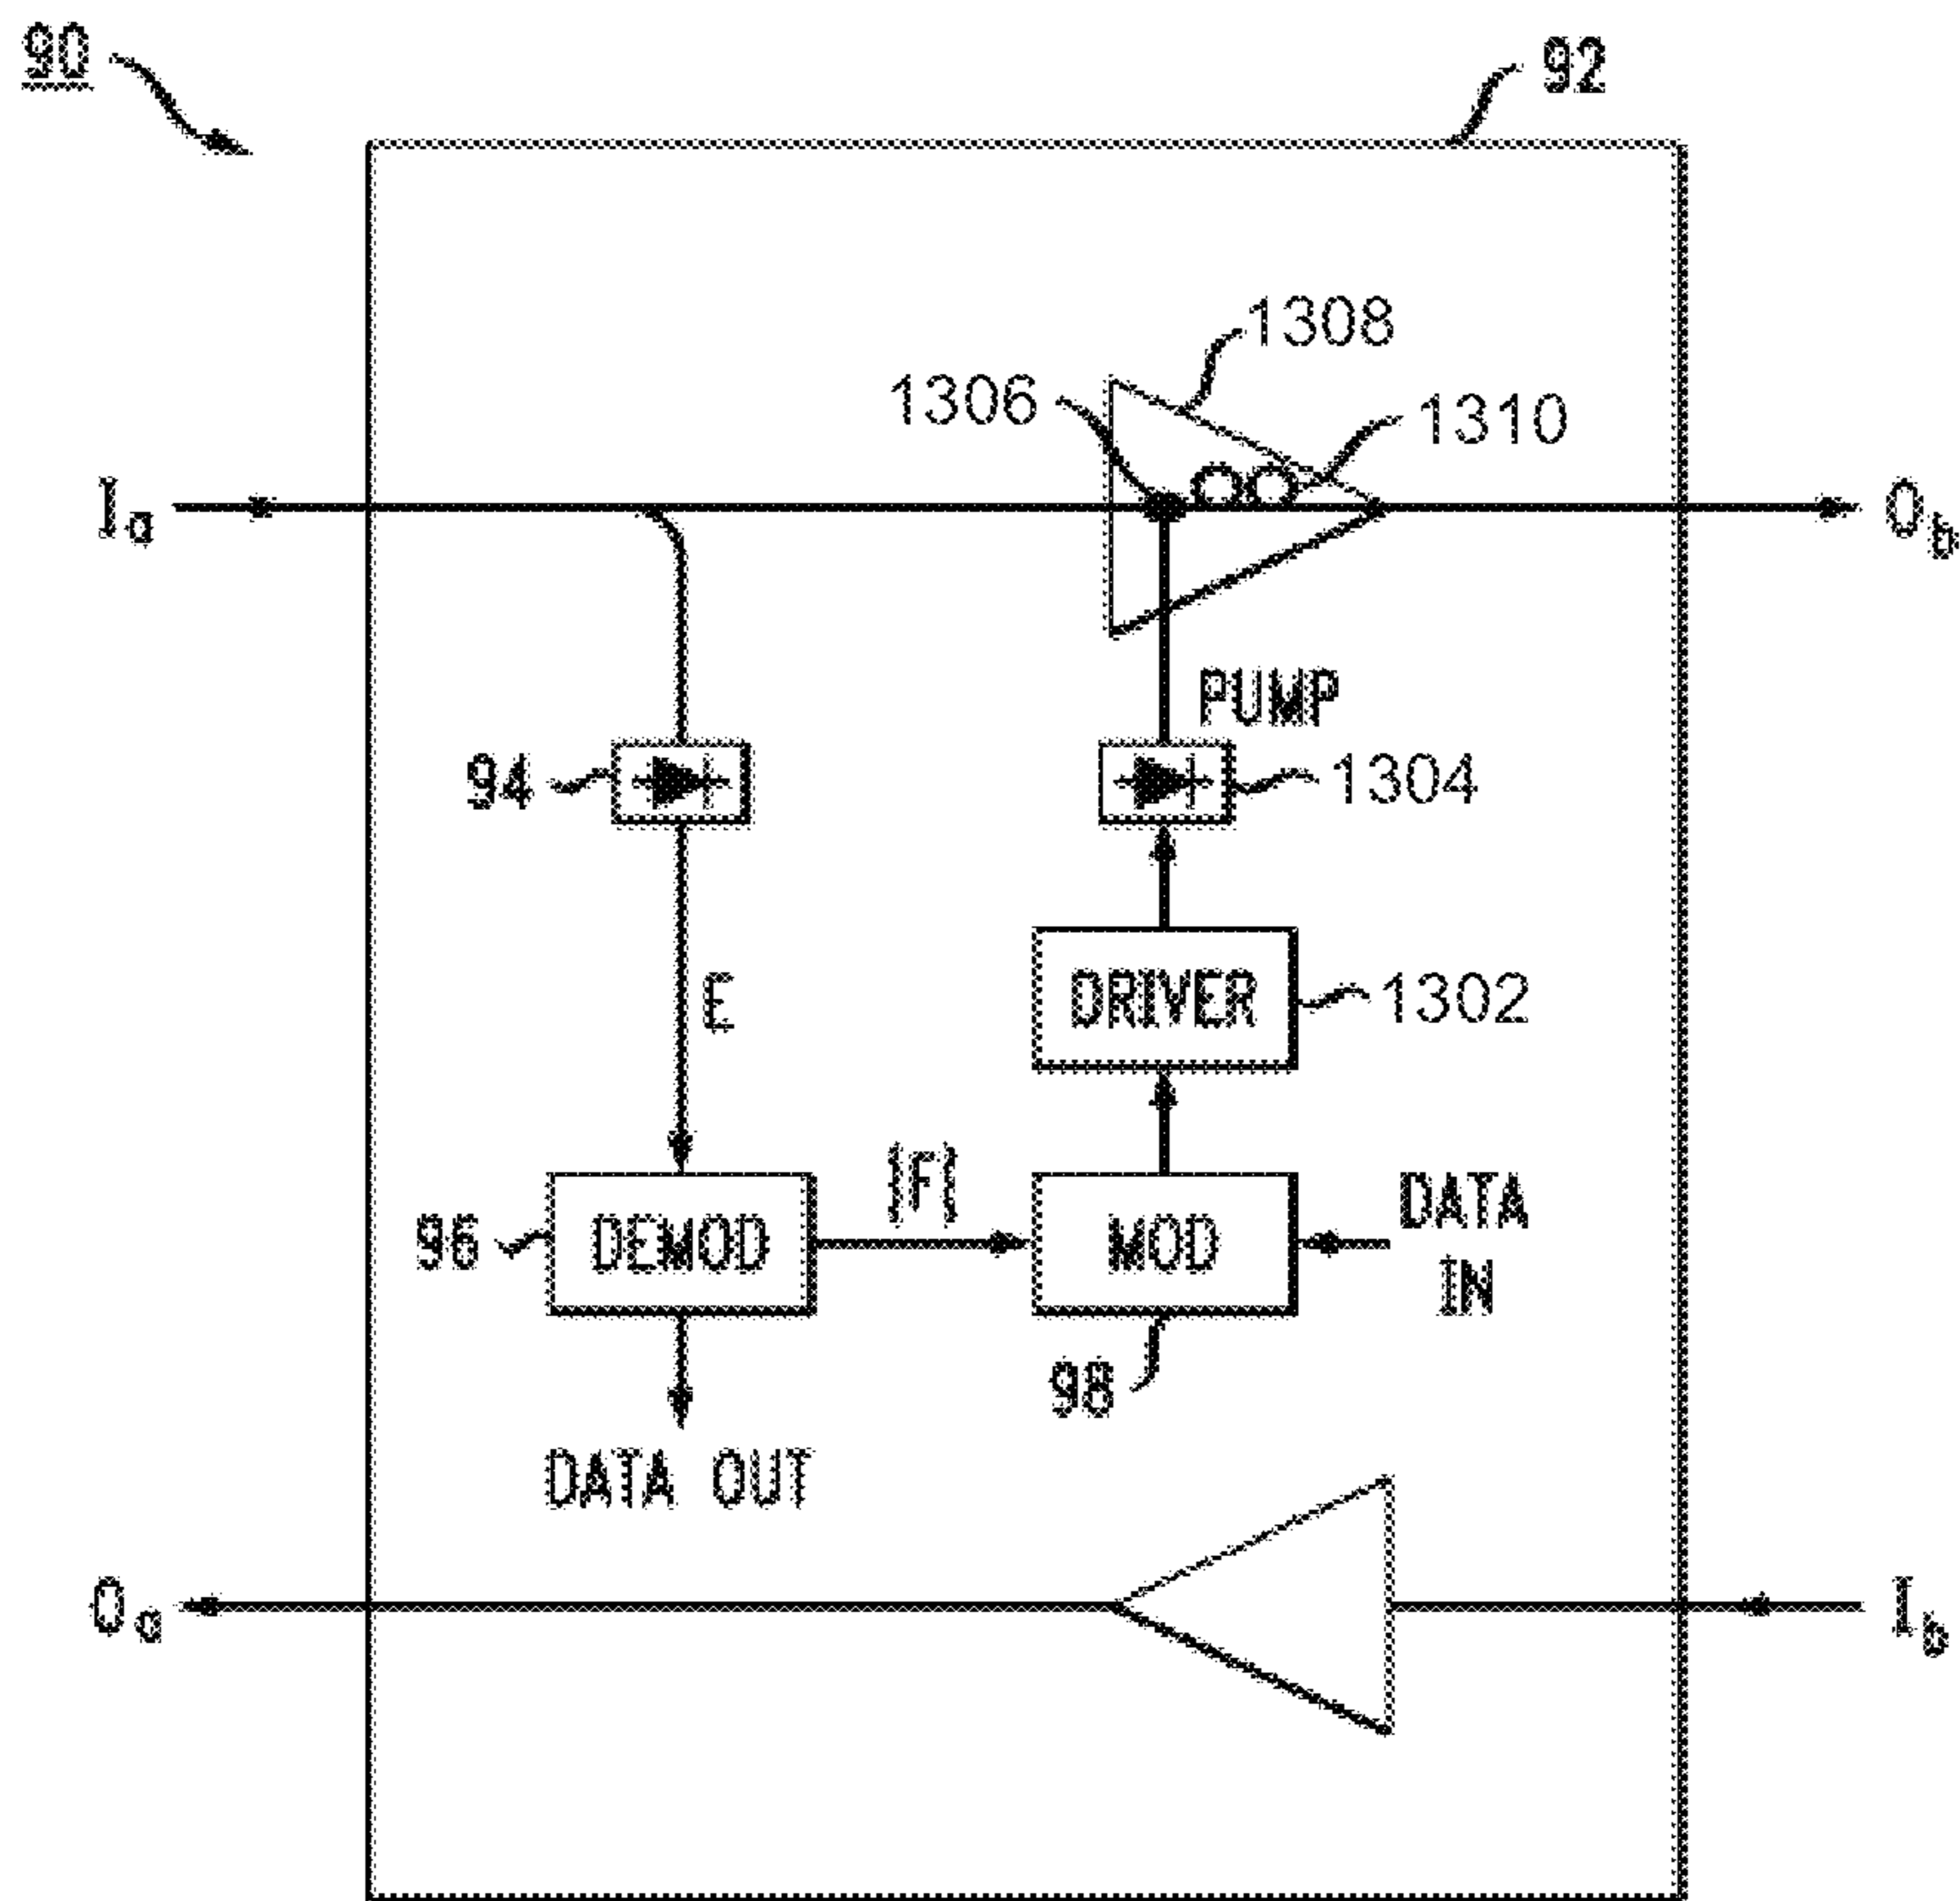 90
92
1308
1306
1310
Ia
Ob
PUMP
94
1304
E
DRIVER
1302
|F|
DATA
IN
96
DEMOD
MOD
98
DATA OUT
Oa
Ib